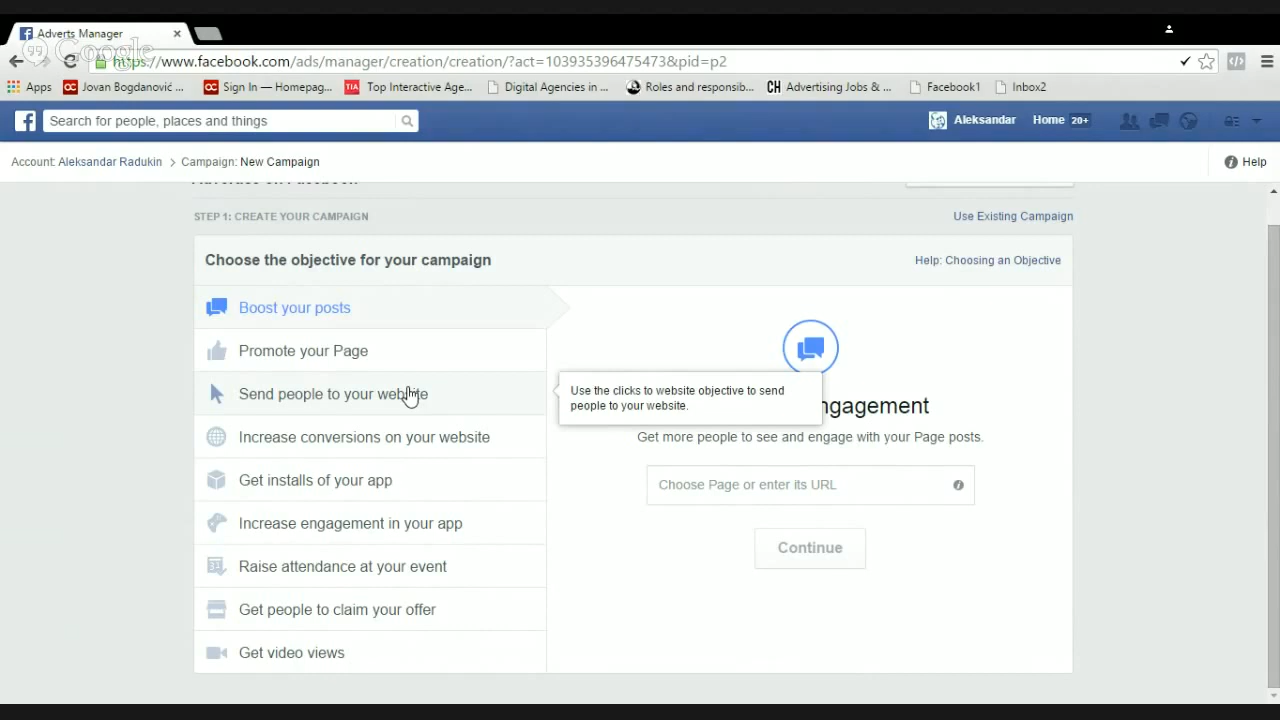 Adverts Manager
Google
https://www.facebook.com/ads/manager/creation/creation/?act=103935396475473&pid=p2
Apps
Jovan Bogdanović ...
Sign In — Homepag...
Top Interactive Age...
Digital Agencies in ...
Roles and responsib...
Advertising Jobs & ...
Facebook1
Inbox2
Search for people, places and things
Aleksandar
Home 20+
Account: Aleksandar Radukin > Campaign: New Campaign
Help
Advertise on Facebook
STEP 1: CREATE YOUR CAMPAIGN
Use Existing Campaign
Choose the objective for your campaign
Help: Choosing an Objective
Boost your posts
Promote your Page
Send people to your website
Increase conversions on your website
Get installs of your app
Increase engagement in your app
Raise attendance at your event
Get people to claim your offer
Get video views
Use the clicks to website objective to send
people to your website.
ngagement
Get more people to see and engage with your Page posts.
Choose Page or enter its URL
Continue